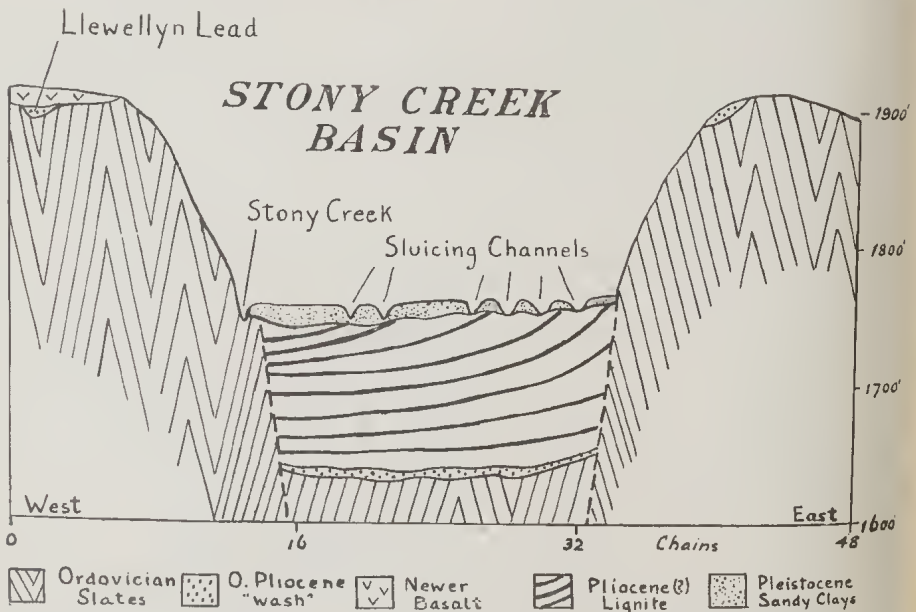 Llewellyn Lead
STONY CREEK
BASIN
1900'
Stony Creek
Sluicing Channels
1800'
1700'
West
East
1600'
0
16
32
Chains
48
Ordovician
Slates
O. Pliocene
"wash"
Newer
Basalt
Pliocene(?)
Lignite
Pleistocene
Sandy Clays